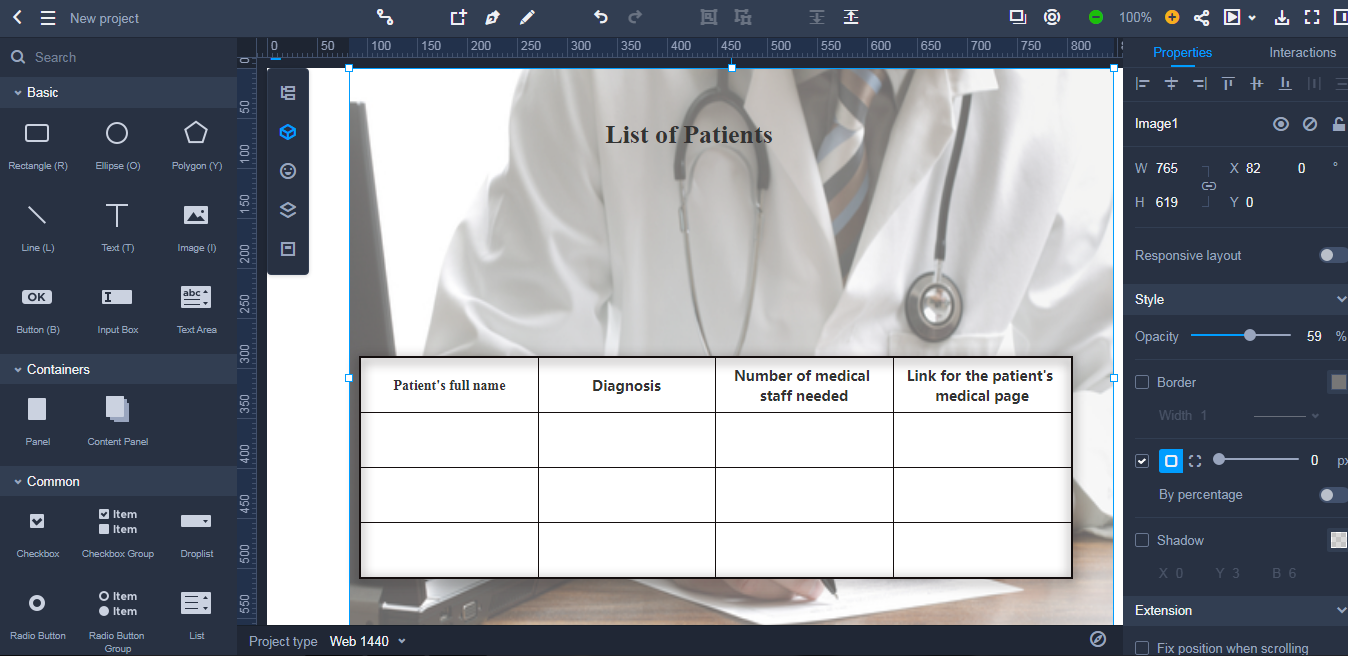 New project
100%
Search
Basic
Rectangle (R)
Ellipse (O)
Polygon (Y)
Line (L)
Text (T)
Image (I)
OK
abc
Button (B)
Input Box
Text Area
Containers
Panel
Content Panel
Common
Item
Item
Checkbox
Checkbox Group
Droplist
Item
Item
Radio Button
Radio Button
Group
List
0 50 100 150 200 250 300 350 400 450 500 550 600 650 700 750 800
0
50
100
150
200
250
300
350
400
450
500
550
List of Patients
Patient's full name
Diagnosis
Number of medical
staff needed
Link for the patient's
medical page
Project type Web 1440
Properties Interactions
Image1
W 765 X 82 0 °
H 619 Y 0
Responsive layout
Style
Opacity 59 %
Border
Width 1
0 px
By percentage
Shadow
X 0 Y 3 B 6
Extension
Fix position when scrolling